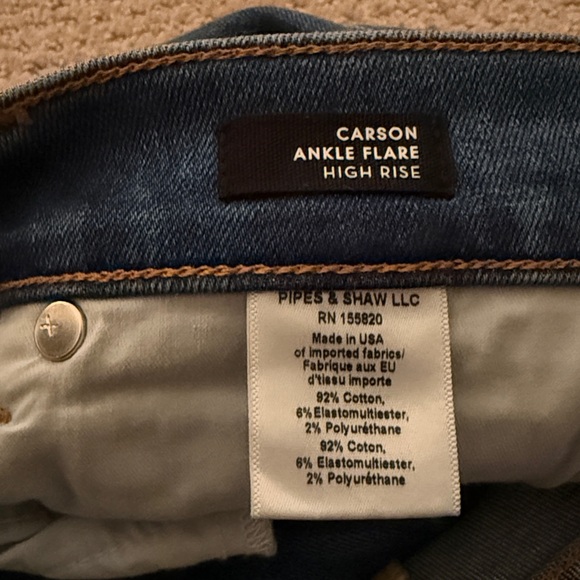 CARSON
ANKLE FLARE
HIGH RISE
PIPES & SHAW LLC
RN 155820
Made in USA
of imported fabrics/
Fabrique aux EU
d'tissu importe
92% Cotton,
6% Elastomultiester,
2% Polyuréthane
92% Coton,
6% Elastomultiester,
2% Polyuréthane